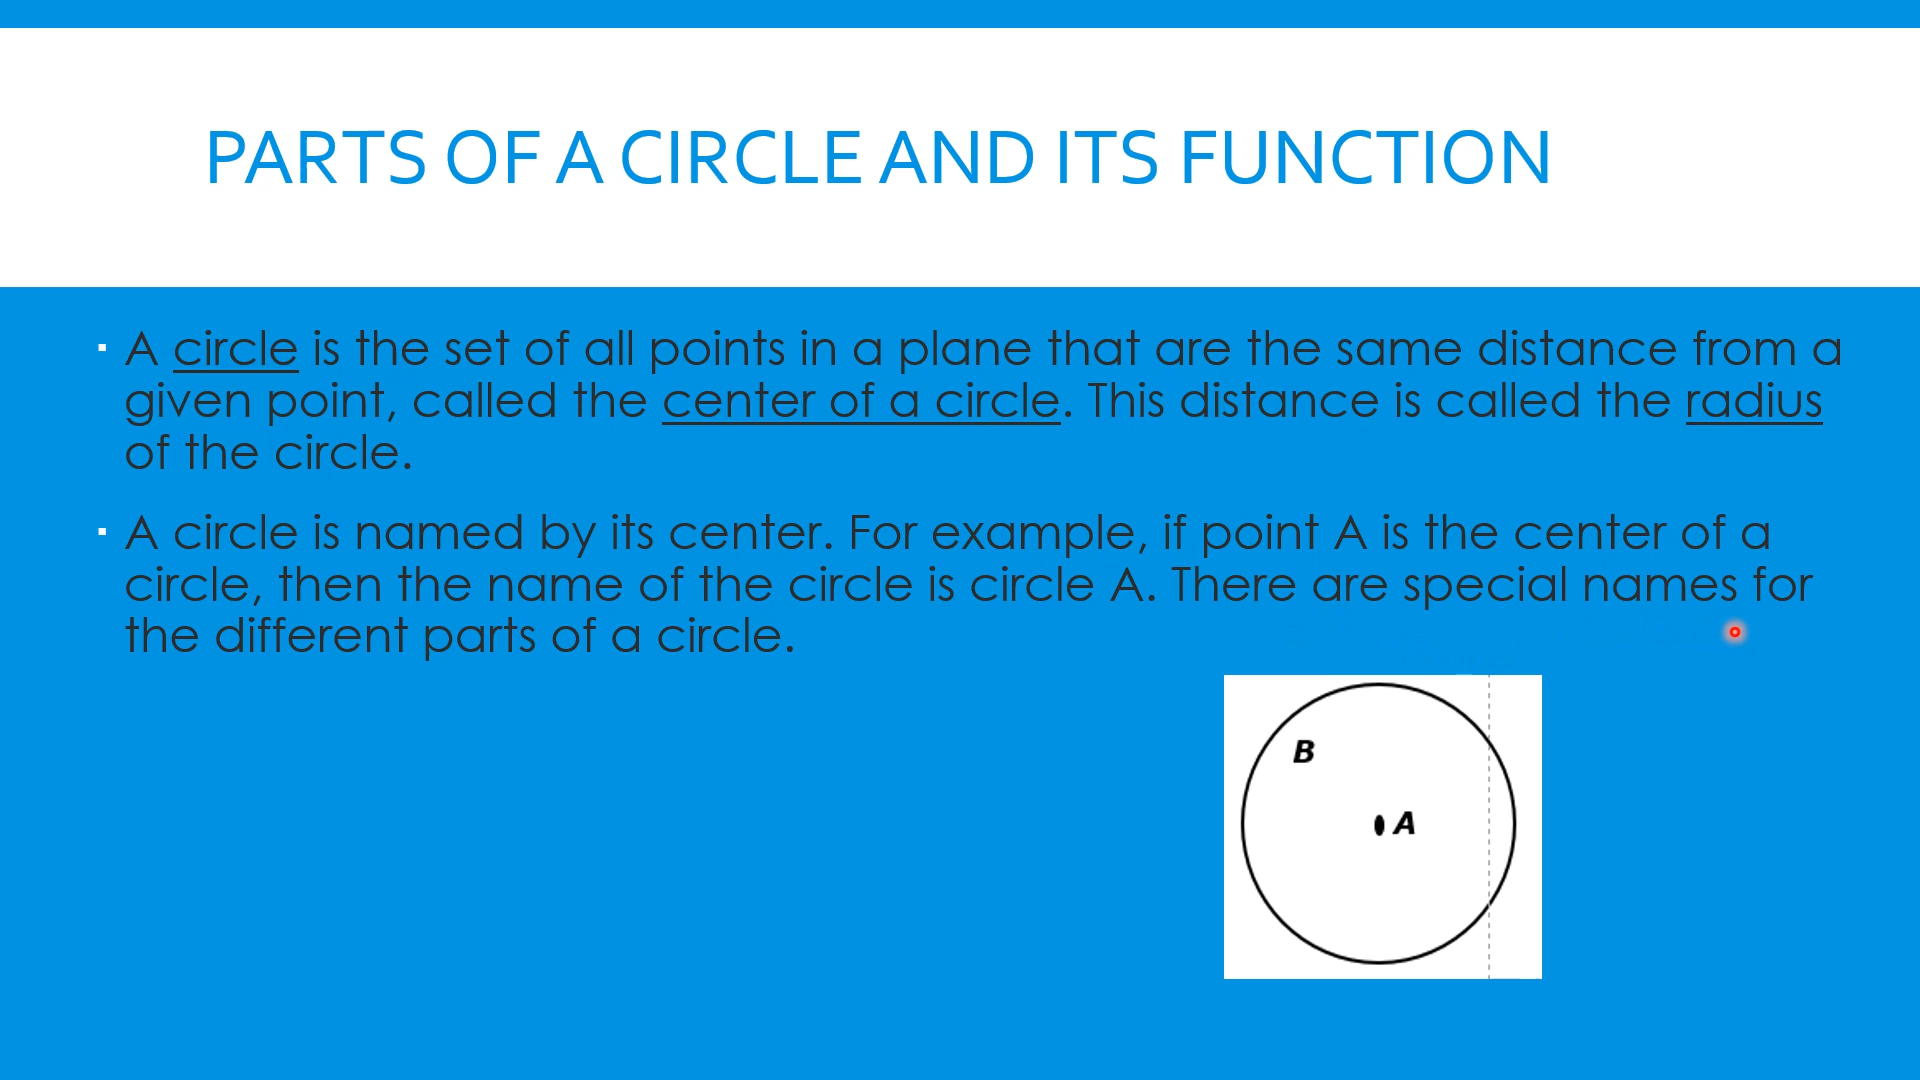 PARTS OF A CIRCLE AND ITS FUNCTION
A circle is the set of all points in a plane that are the same distance from a
given point, called the center of a circle. This distance is called the radius
of the circle.
A circle is named by its center. For example, if point A is the center of a
circle, then the name of the circle is circle A. There are special names for
the different parts of a circle.
B
A